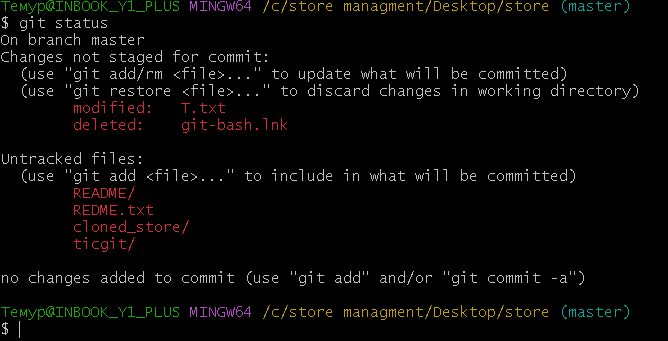 Темур@INBOOK_Y1_PLUS MINGW64 /c/store managment/Desktop/store (master)
$ git status
On branch master
Changes not staged for commit:
  (use "git add/rm <file>..." to update what will be committed)
  (use "git restore <file>..." to discard changes in working directory)
        modified:   T.txt
        deleted:    git-bash.lnk

Untracked files:
  (use "git add <file>..." to include in what will be committed)
        README/
        REDME.txt
        cloned_store/
        ticgit/

no changes added to commit (use "git add" and/or "git commit -a")

Темур@INBOOK_Y1_PLUS MINGW64 /c/store managment/Desktop/store (master)
$